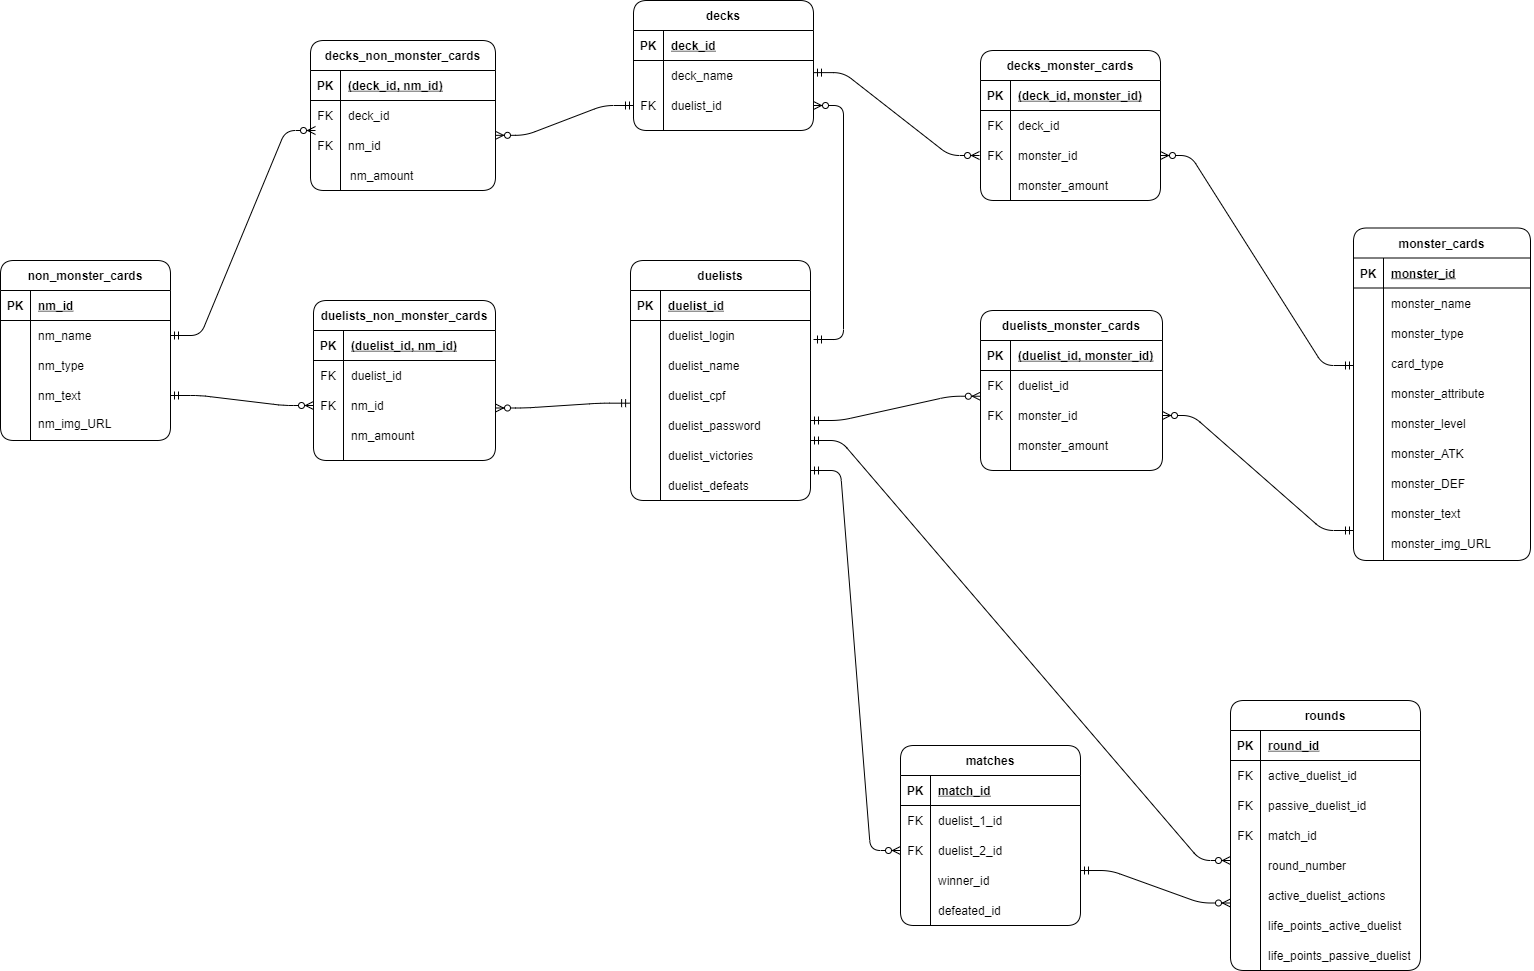 decks
PK deck_id
deck_name
FK duelist_id
decks_non_monster_cards
PK (deck_id, nm_id)
FK deck_id
FK nm_id
nm_amount
decks_monster_cards
PK (deck_id, monster_id)
FK deck_id
FK monster_id
monster_amount
monster_cards
PK monster_id
monster_name
monster_type
card_type
monster_attribute
monster_level
monster_ATK
monster_DEF
monster_text
monster_img_URL
non_monster_cards
PK nm_id
nm_name
nm_type
nm_text
nm_img_URL
duelists_non_monster_cards
PK (duelist_id, nm_id)
FK duelist_id
FK nm_id
nm_amount
duelists
PK duelist_id
duelist_login
duelist_name
duelist_cpf
duelist_password
duelist_victories
duelist_defeats
duelists_monster_cards
PK (duelist_id, monster_id)
FK duelist_id
FK monster_id
monster_amount
matches
PK match_id
FK duelist_1_id
FK duelist_2_id
winner_id
defeated_id
rounds
PK round_id
FK active_duelist_id
FK passive_duelist_id
FK match_id
round_number
active_duelist_actions
life_points_active_duelist
life_points_passive_duelist